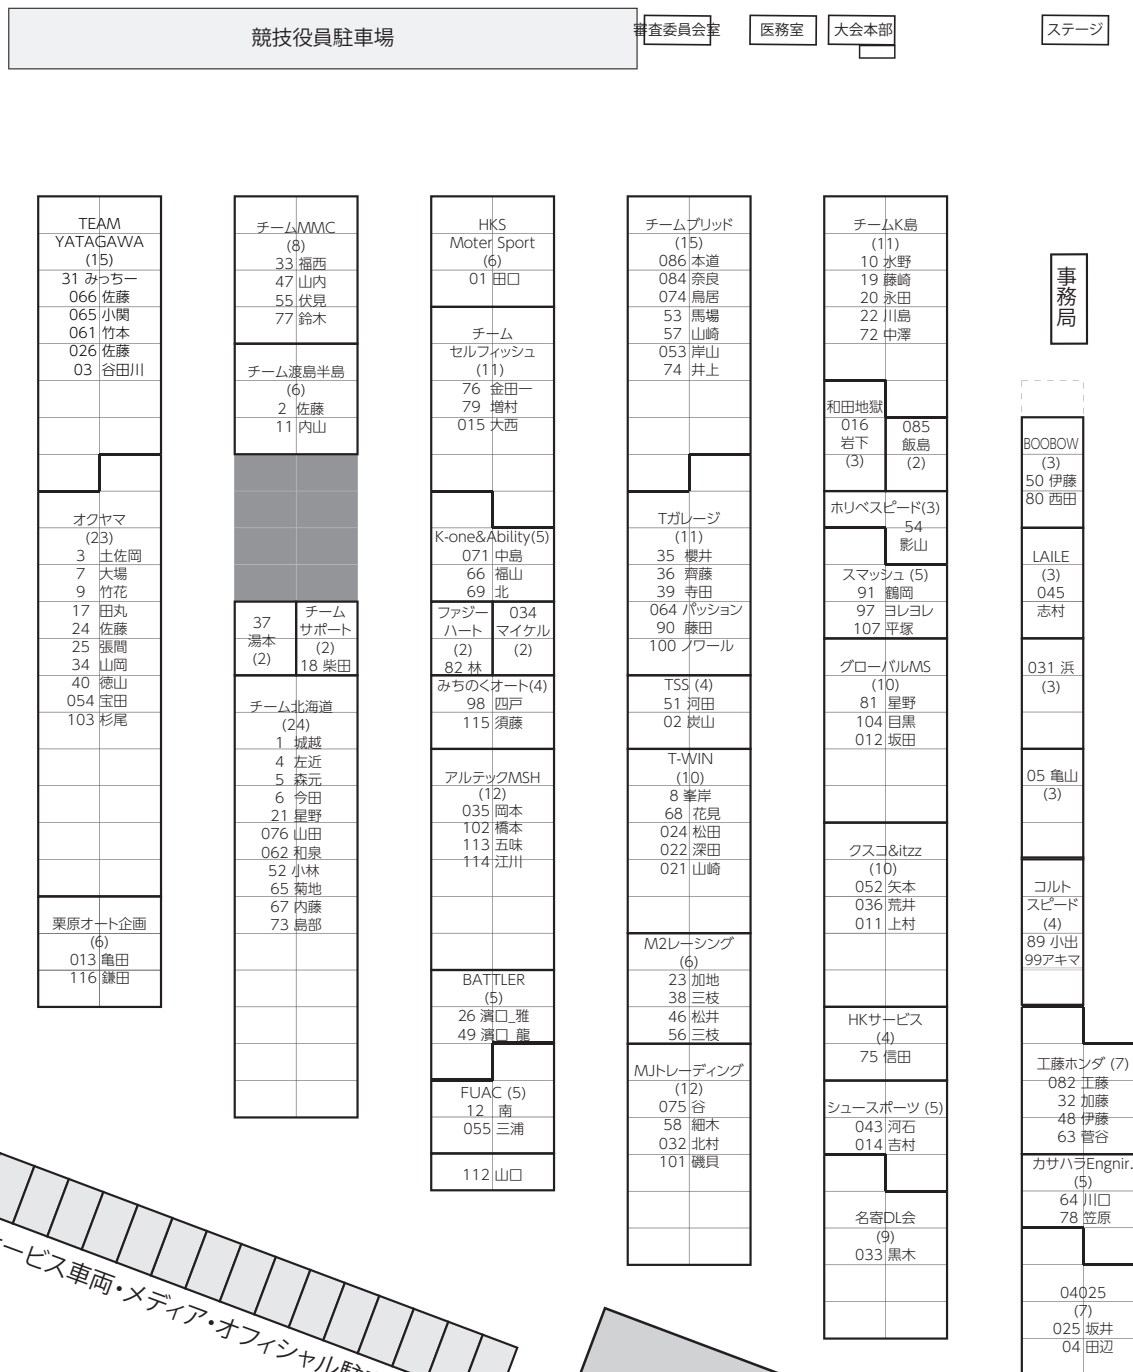 競技役員駐車場
審査委員会室
医務室
大会本部
ステージ
TEAM
YATAGAWA
(15)
31 みっちー
066 佐藤
065 小関
061 竹本
026 佐藤
03 谷田川
オクヤマ
(23)
3 土佐岡
7 大場
9 竹花
17 田丸
24 佐藤
25 張間
34 山岡
40 徳山
054 宝田
103 杉尾
栗原オート企画
(6)
013 亀田
116 鎌田
チームMMC
(8)
33 福西
47 山内
55 伏見
77 鈴木
チーム渡島半島
(6)
2 佐藤
11 内山
37
湯本
(2)
チーム
サポート
(2)
18 柴田
チーム北海道
(24)
1 城越
4 左近
5 森元
6 今田
21 星野
076 山田
062 和泉
52 小林
65 菊地
67 内藤
73 島部
HKS
Moter Sport
(6)
01 田口
チーム
セルフィッシュ
(11)
76 金田一
79 増村
015 大西
K-one&Ability(5)
071 中島
66 福山
69 北
ファジー
ハート
(2)
82 林
034
マイケル
(2)
みちのくオート(4)
98 四戸
115 須藤
アルテックMSH
(12)
035 岡本
102 橋本
113 五味
114 江川
BATTLER
(5)
26 濱口_雅
49 濱口_龍
FUAC (5)
12 南
055 三浦
112 山口
チームブリッド
(15)
086 本道
084 奈良
074 鳥居
53 馬場
57 山崎
053 岸山
74 井上
Tガレージ
(11)
35 櫻井
36 齊藤
39 寺田
064 パッション
90 藤田
100 ノワール
TSS (4)
51 河田
02 炭山
T-WIN
(10)
8 峯岸
68 花見
024 松田
022 深田
021 山崎
M2レーシング
(6)
23 加地
38 三枝
46 松井
56 三枝
MJトレーディング
(12)
075 谷
58 細木
032 北村
101 磯貝
チームK島
(11)
10 水野
19 藤崎
20 永田
22 川島
72 中澤
和田地獄
016
岩下
(3)
085
飯島
(2)
ホリベスピード(3)
54
影山
スマッシュ (5)
91 鶴岡
97 ヨレヨレ
107 平塚
グローバルMS
(10)
81 星野
104 目黒
012 坂田
クスコ&itzz
(10)
052 矢本
036 荒井
011 上村
HKサービス
(4)
75 信田
シュースポーツ (5)
043 河石
014 吉村
名寄DL会
(9)
033 黒木
事務局
BOOBOW
(3)
50 伊藤
80 西田
LAILE
(3)
045
志村
031 浜
(3)
05 亀山
(3)
コルト
スピード
(4)
89 小出
99アキマ
工藤ホンダ (7)
082 工藤
32 加藤
48 伊藤
63 菅谷
カサハラEngnir.
(5)
64 川口
78 笠原
04025
(7)
025 坂井
04 田辺
ービス車両・メディア・オフィシャル駐